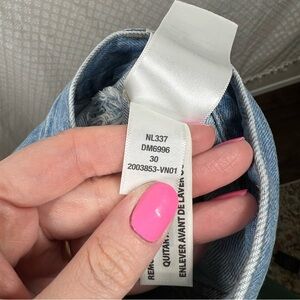 NL337
DM6996
30
2003853-VN01
ENLEVER AVANT DE LAVER